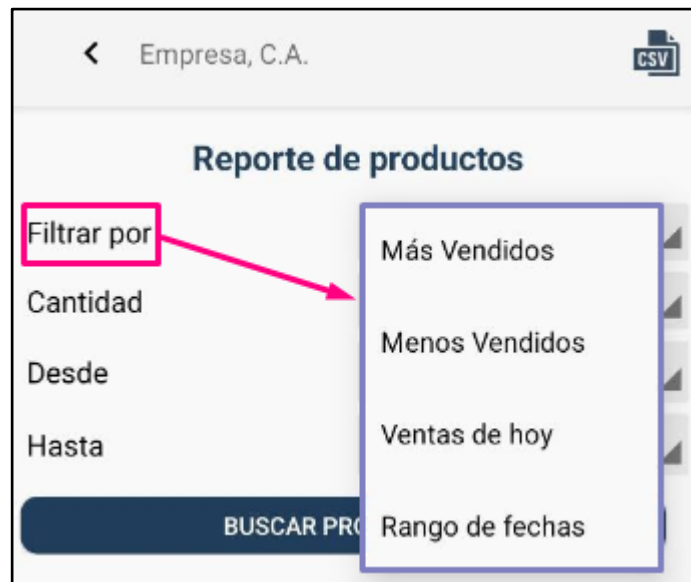 Empresa, C.A.
CSV
Reporte de productos
Filtrar por
Más Vendidos
Cantidad
Menos Vendidos
Desde
Ventas de hoy
Hasta
Rango de fechas
BUSCAR